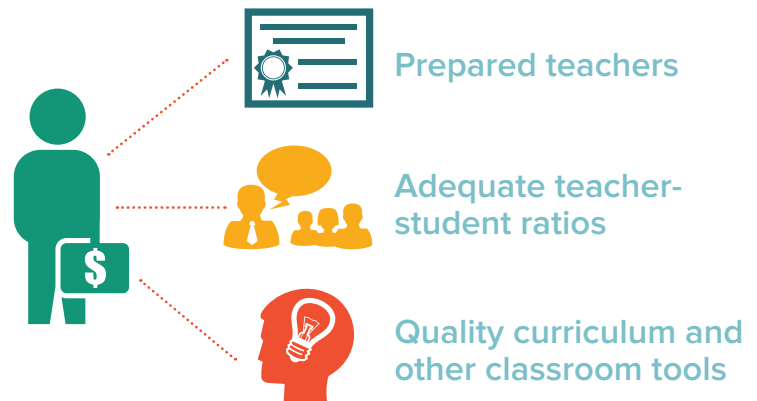 Prepared teachers
Adequate teacher-
student ratios
$
Quality curriculum and
other classroom tools